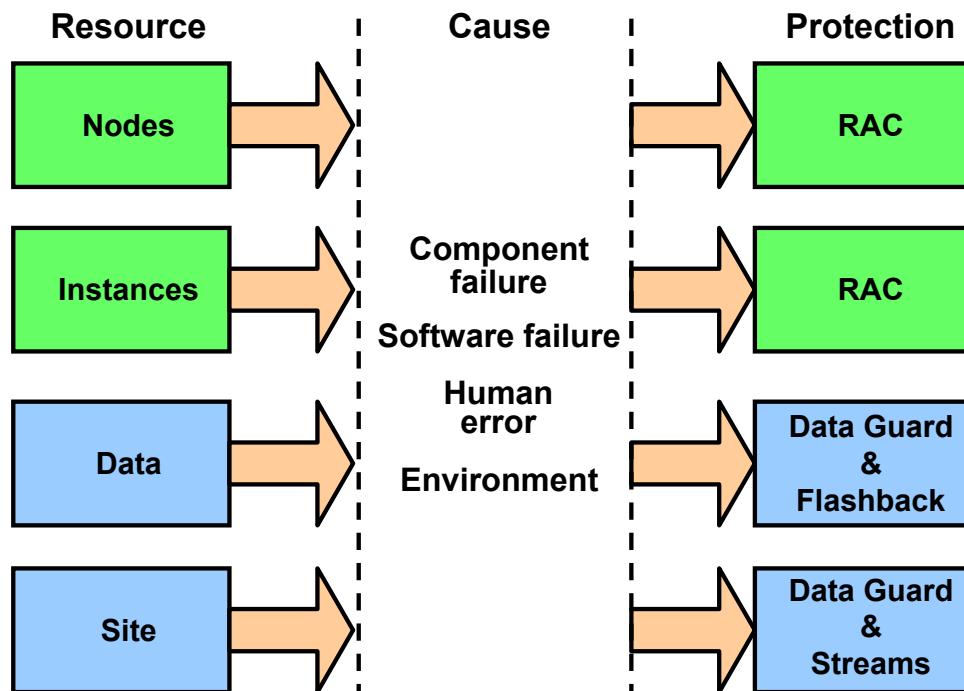 Resource
Cause
Protection
Nodes
RAC
Instances
Component
failure
RAC
Software failure
Human
error
Data
Data Guard
&
Flashback
Environment
Site
Data Guard
&
Streams